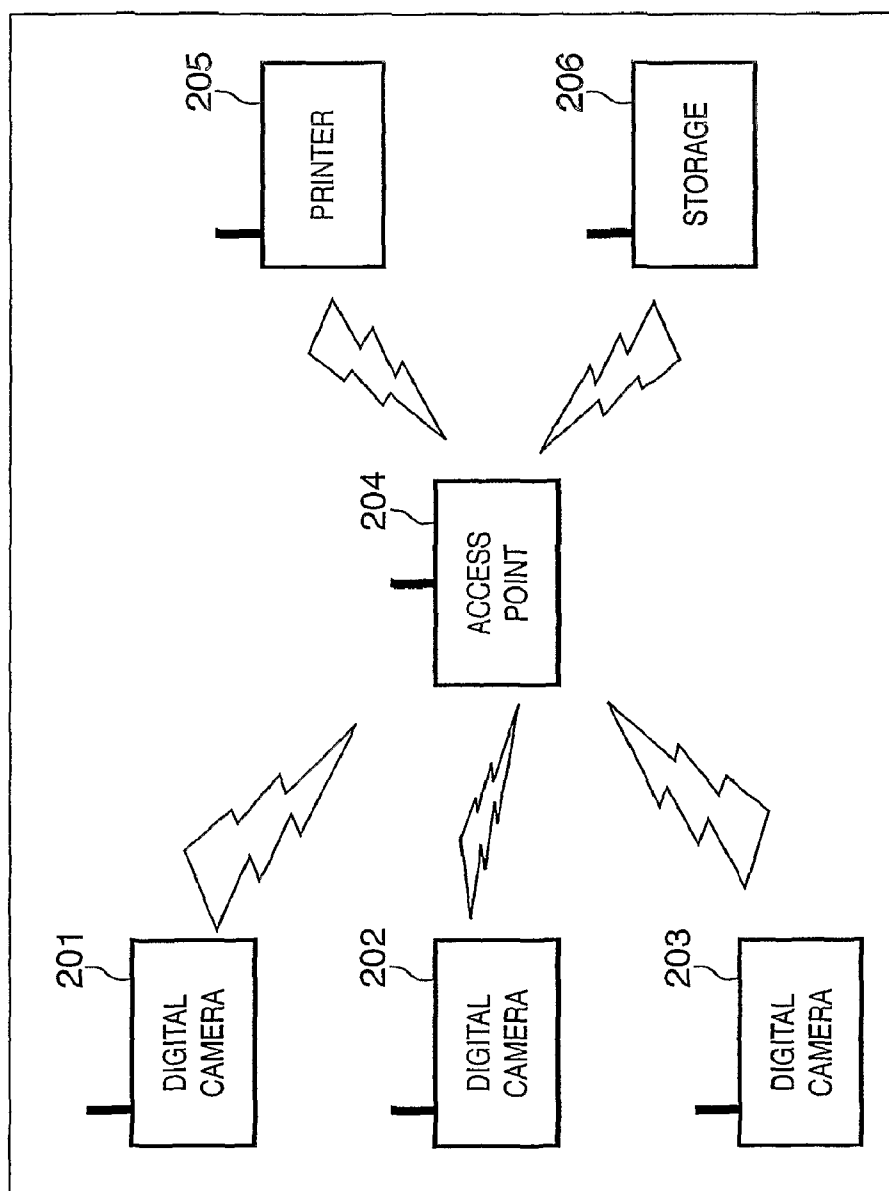 201
DIGITAL
CAMERA
202
DIGITAL
CAMERA
203
DIGITAL
CAMERA
204
ACCESS
POINT
205
PRINTER
206
STORAGE